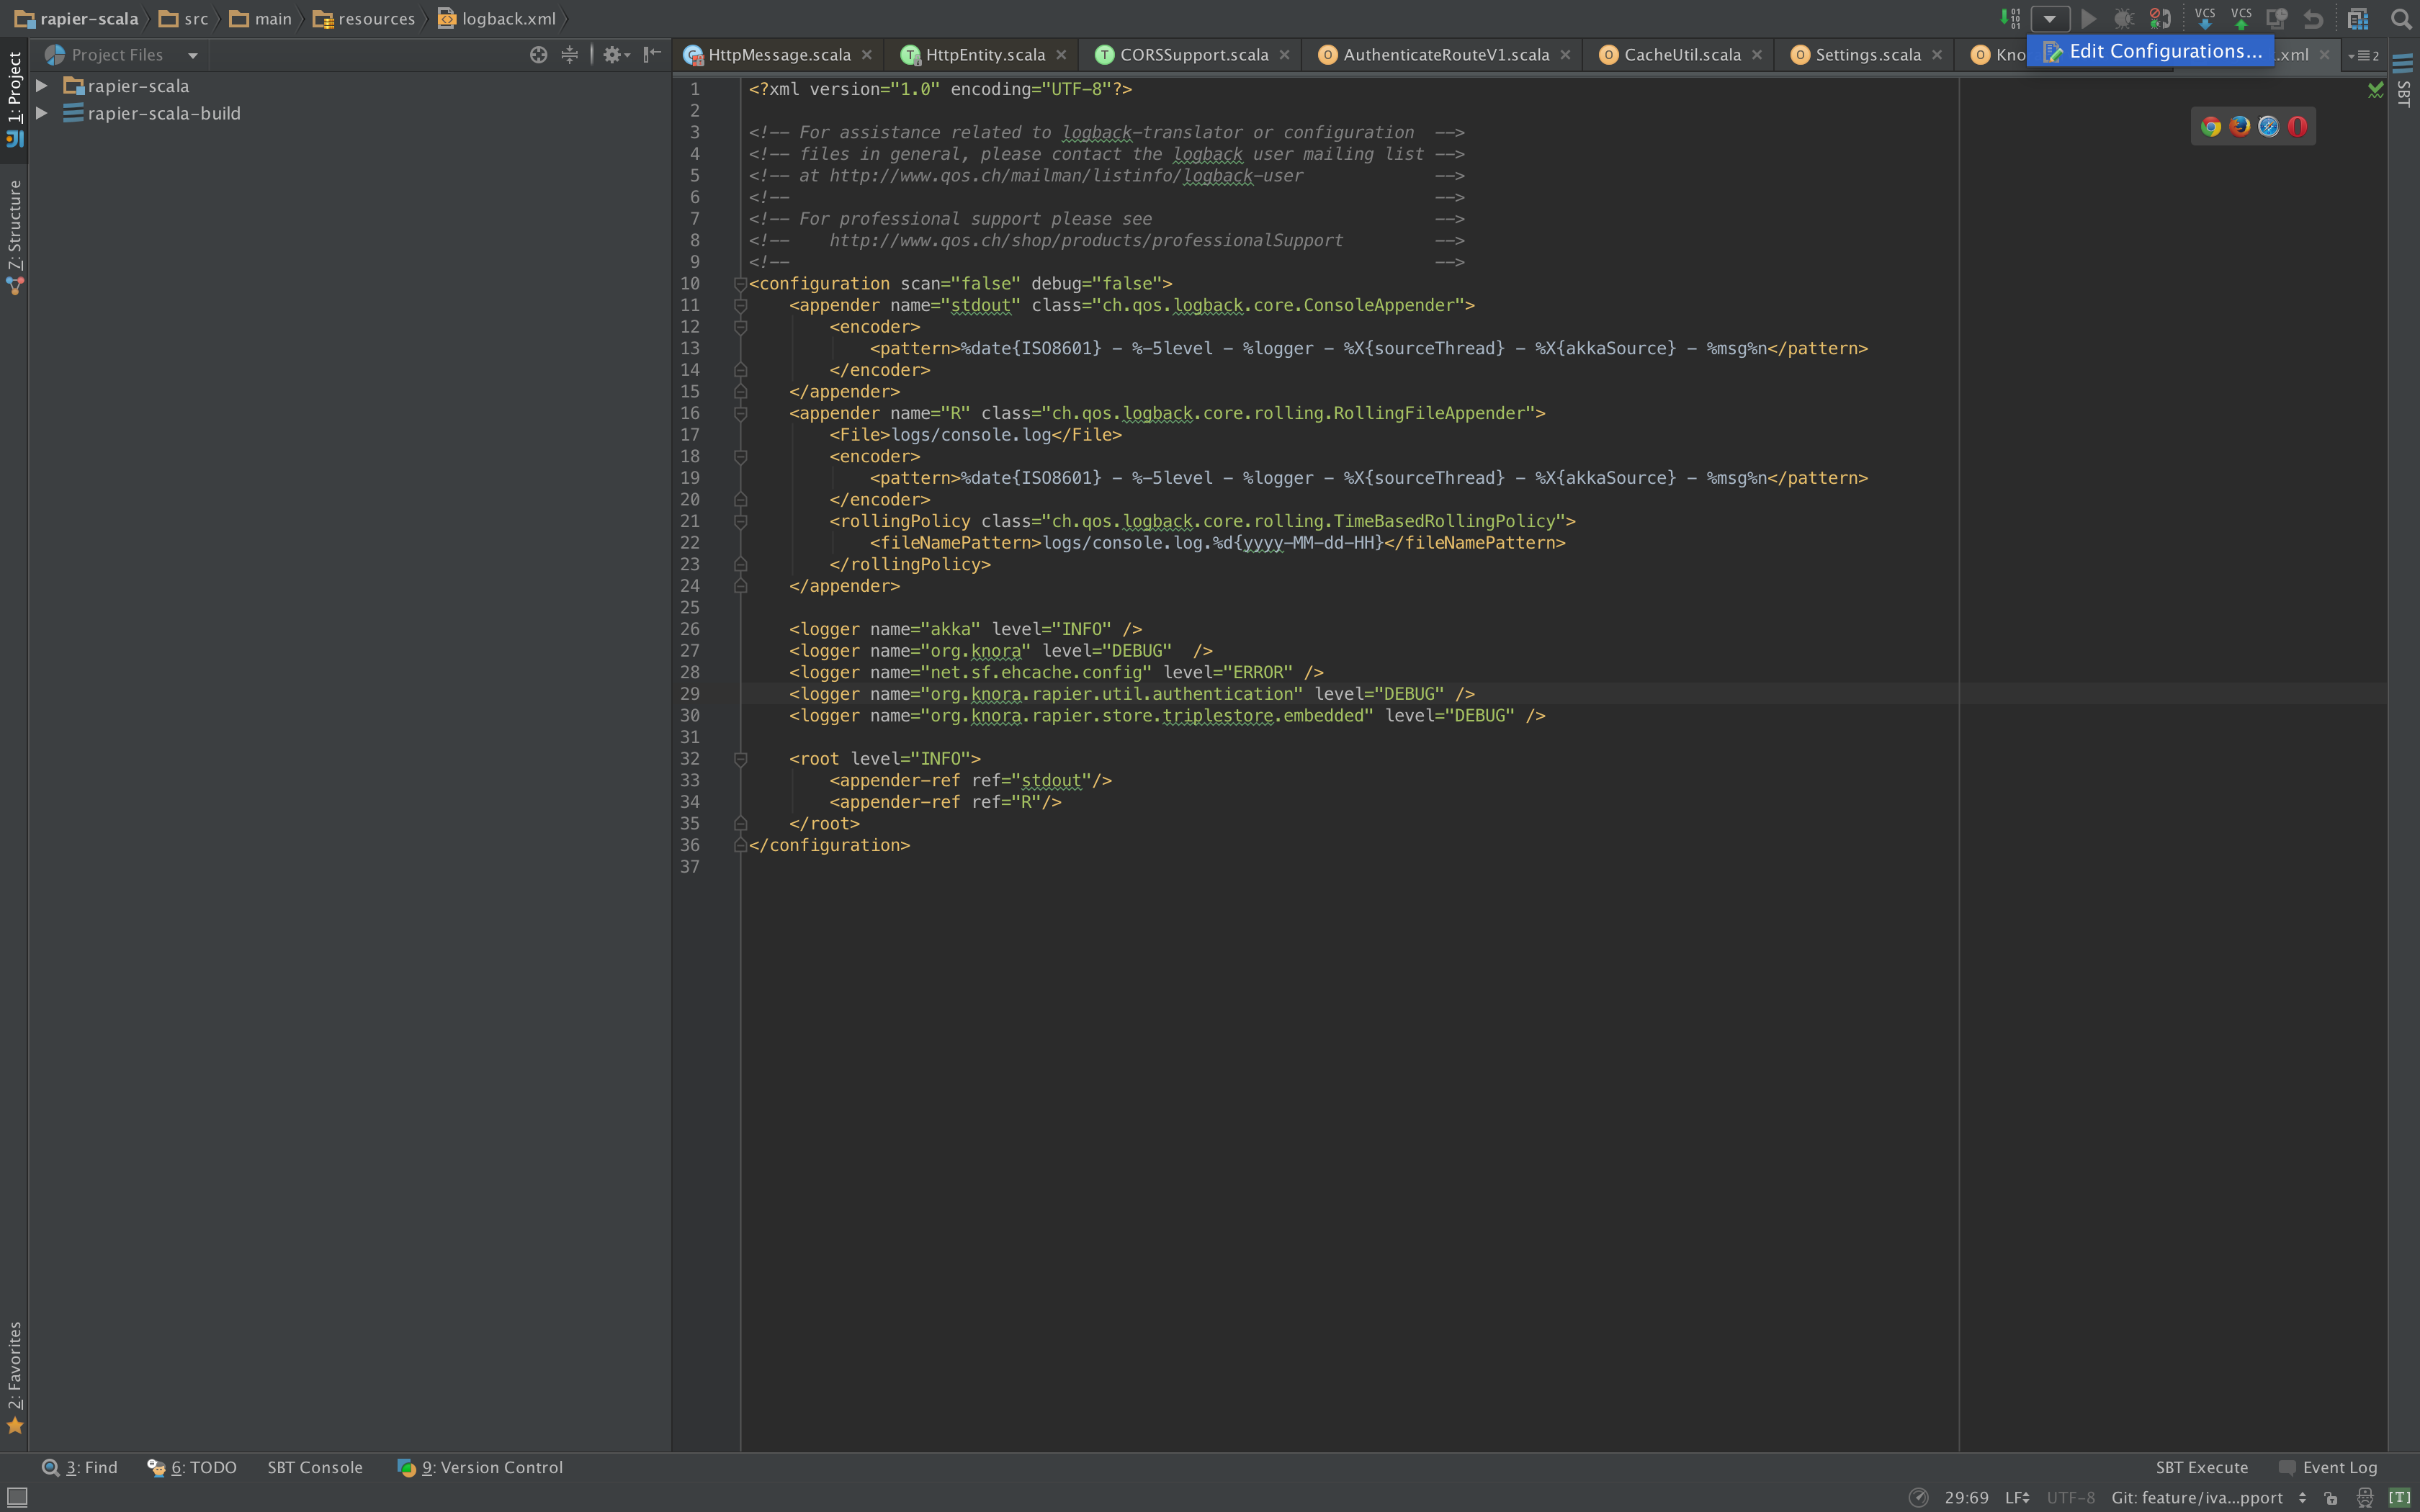 rapier-scala src main resources logback.xml
VCS VCS
Project Files
HttpMessage.scala HttpEntity.scala CORSSupport.scala AuthenticateRouteV1.scala CacheUtil.scala Settings.scala Kno .xml 2
Edit Configurations...
1: Project
7: Structure
2: Favorites
SBT
rapier-scala
rapier-scala-build
1 <?xml version="1.0" encoding="UTF-8"?>
2
3 <!-- For assistance related to logback-translator or configuration  -->
4 <!-- files in general, please contact the logback user mailing list -->
5 <!-- at http://www.qos.ch/mailman/listinfo/logback-user             -->
6 <!--                                                                -->
7 <!-- For professional support please see                            -->
8 <!--    http://www.qos.ch/shop/products/professionalSupport         -->
9 <!--                                                                -->
10 <configuration scan="false" debug="false">
11     <appender name="stdout" class="ch.qos.logback.core.ConsoleAppender">
12         <encoder>
13             <pattern>%date{ISO8601} - %-5level - %logger - %X{sourceThread} - %X{akkaSource} - %msg%n</pattern>
14         </encoder>
15     </appender>
16     <appender name="R" class="ch.qos.logback.core.rolling.RollingFileAppender">
17         <File>logs/console.log</File>
18         <encoder>
19             <pattern>%date{ISO8601} - %-5level - %logger - %X{sourceThread} - %X{akkaSource} - %msg%n</pattern>
20         </encoder>
21         <rollingPolicy class="ch.qos.logback.core.rolling.TimeBasedRollingPolicy">
22             <fileNamePattern>logs/console.log.%d{yyyy-MM-dd-HH}</fileNamePattern>
23         </rollingPolicy>
24     </appender>
25
26     <logger name="akka" level="INFO" />
27     <logger name="org.knora" level="DEBUG"  />
28     <logger name="net.sf.ehcache.config" level="ERROR" />
29     <logger name="org.knora.rapier.util.authentication" level="DEBUG" />
30     <logger name="org.knora.rapier.store.triplestore.embedded" level="DEBUG" />
31
32     <root level="INFO">
33         <appender-ref ref="stdout"/>
34         <appender-ref ref="R"/>
35     </root>
36 </configuration>
37
3: Find 6: TODO SBT Console 9: Version Control SBT Execute Event Log
29:69 LF UTF-8 Git: feature/iva...pport [T]